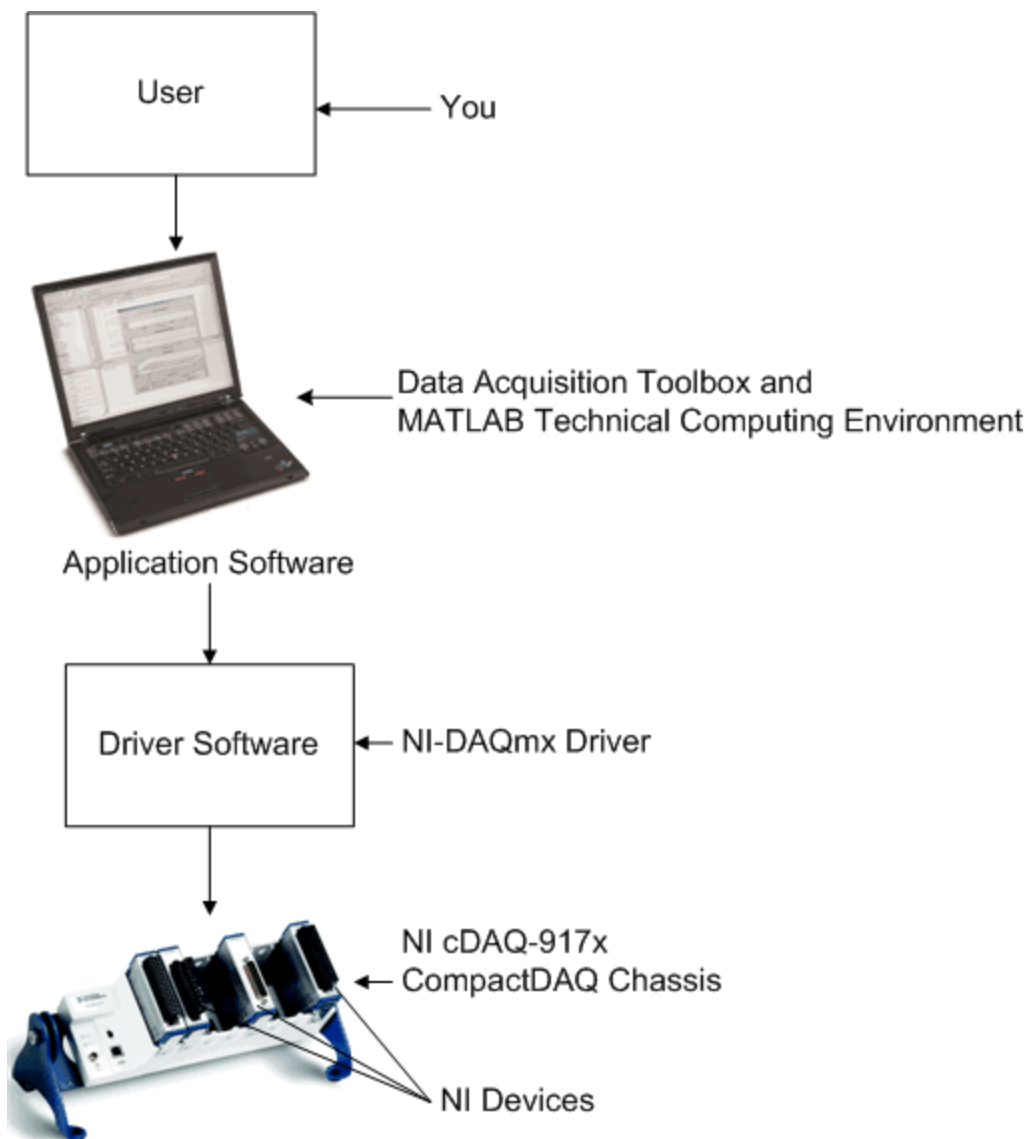 User
You
Data Acquisition Toolbox and
MATLAB Technical Computing Environment
Application Software
Driver Software
NI-DAQmx Driver
NI cDAQ-917x
CompactDAQ Chassis
NI Devices